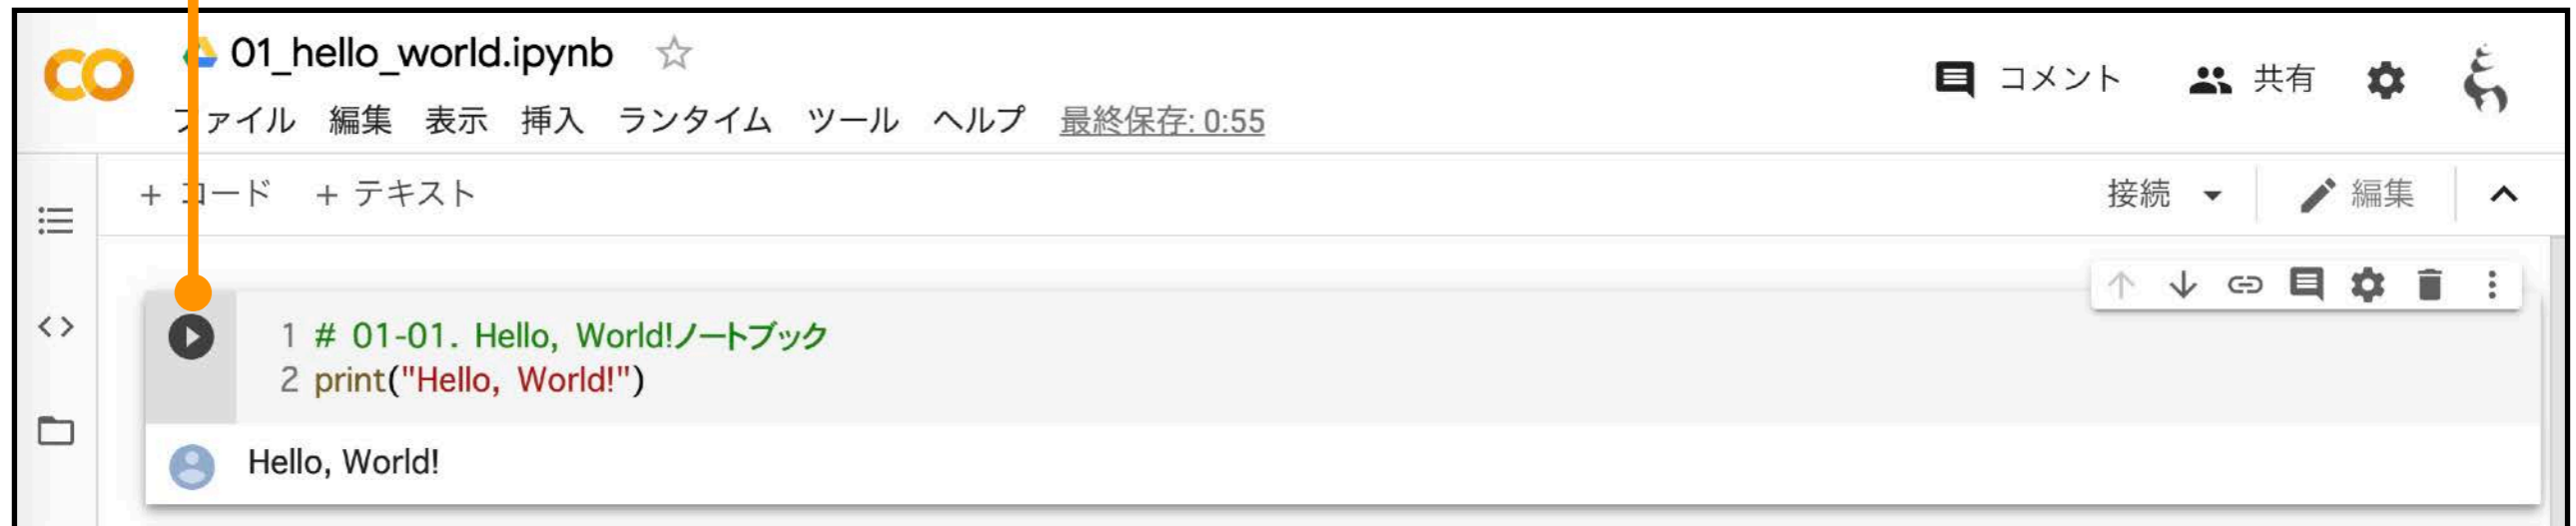 01_hello_world.ipynb
コメント 共有
ファイル 編集 表示 挿入 ランタイム ツール ヘルプ 最終保存: 0:55
+ コード + テキスト
接続 編集
1 # 01-01. Hello, World!ノートブック
2 print("Hello, World!")
Hello, World!